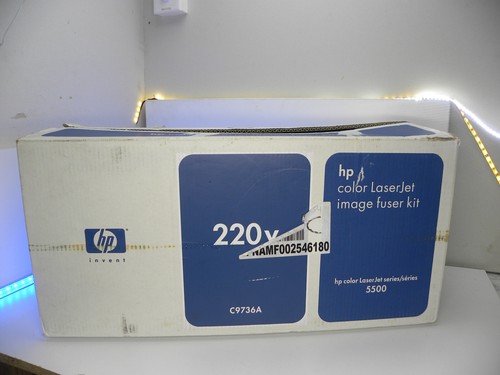 hp
invent
220v
NAMF002546180
C9736A
hp
color LaserJet
image fuser kit
hp color LaserJet series/séries
5500